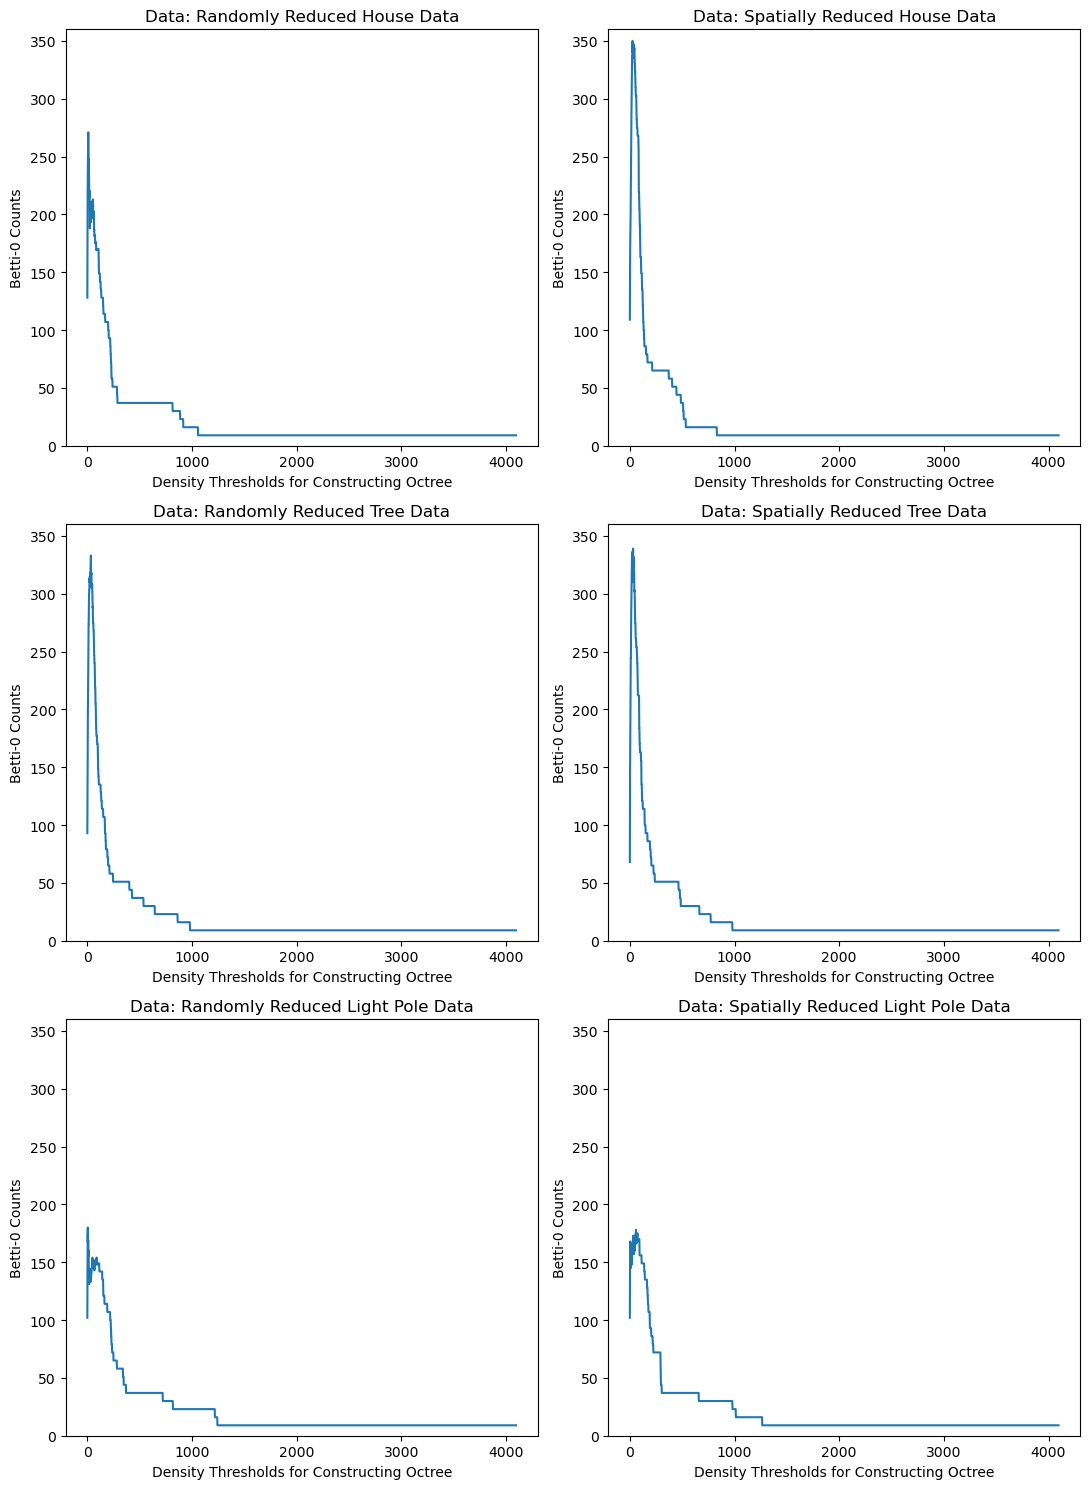 Data: Randomly Reduced House Data
350
300
250
200
150
100
50
0
Betti-0 Counts
0 1000 2000 3000 4000
Density Thresholds for Constructing Octree
Data: Spatially Reduced House Data
350
300
250
200
150
100
50
0
Betti-0 Counts
0 1000 2000 3000 4000
Density Thresholds for Constructing Octree
Data: Randomly Reduced Tree Data
350
300
250
200
150
100
50
0
Betti-0 Counts
0 1000 2000 3000 4000
Density Thresholds for Constructing Octree
Data: Spatially Reduced Tree Data
350
300
250
200
150
100
50
0
Betti-0 Counts
0 1000 2000 3000 4000
Density Thresholds for Constructing Octree
Data: Randomly Reduced Light Pole Data
350
300
250
200
150
100
50
0
Betti-0 Counts
0 1000 2000 3000 4000
Density Thresholds for Constructing Octree
Data: Spatially Reduced Light Pole Data
350
300
250
200
150
100
50
0
Betti-0 Counts
0 1000 2000 3000 4000
Density Thresholds for Constructing Octree